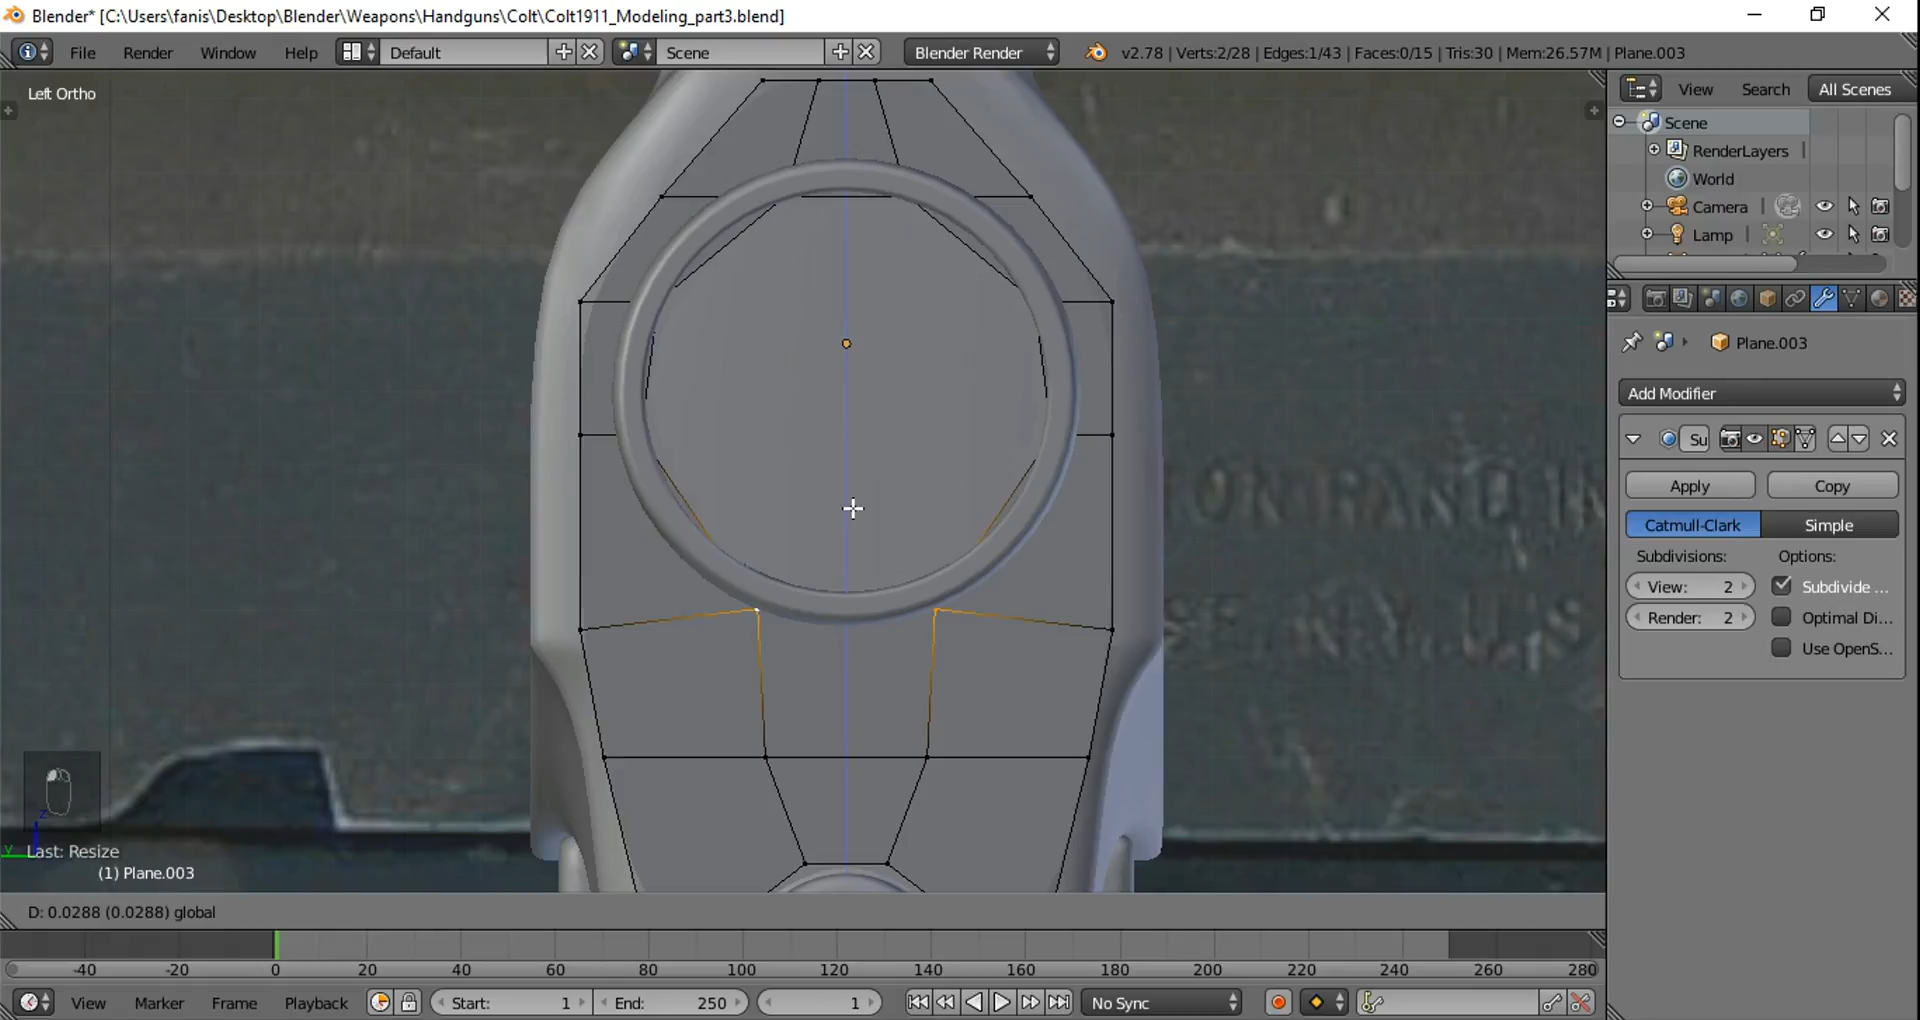 Blender* [C:\Users\fanis\Desktop\Blender\Weapons\Handguns\Colt\Colt1911_Modeling_part3.blend]
File Render Window Help Default Scene Blender Render v2.78 | Verts:2/28 | Edges:1/43 | Faces:0/15 | Tris:30 | Mem:26.57M | Plane.003
Left Ortho
View Search All Scenes
Scene
RenderLayers
World
Camera
Lamp
Plane.003
Add Modifier
Su
Apply Copy
Catmull-Clark Simple
Subdivisions: Options:
View: 2 Subdivide ...
Render: 2 Optimal Di...
Use OpenS...
z
y
Last: Resize
(1) Plane.003
D: 0.0288 (0.0288) global
-40 -20 0 20 40 60 80 100 120 140 160 180 200 220 240 260 280
View Marker Frame Playback Start: 1 End: 250 1 No Sync